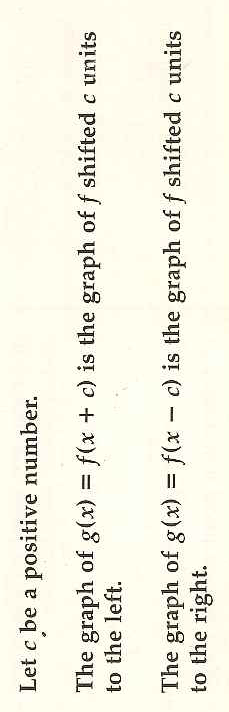 Let c be a positive number.
The graph of g(x) = f(x + c) is the graph of f shifted c units
to the left.
The graph of g(x) = f(x − c) is the graph of f shifted c units
to the right.